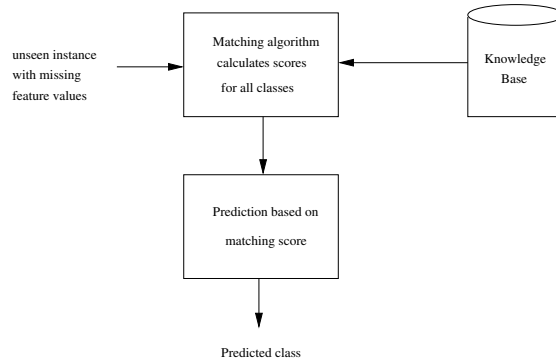 unseen instance
with missing
feature values
Matching algorithm
calculates scores
for all classes
Knowledge
Base
Prediction based on
matching score
Predicted class